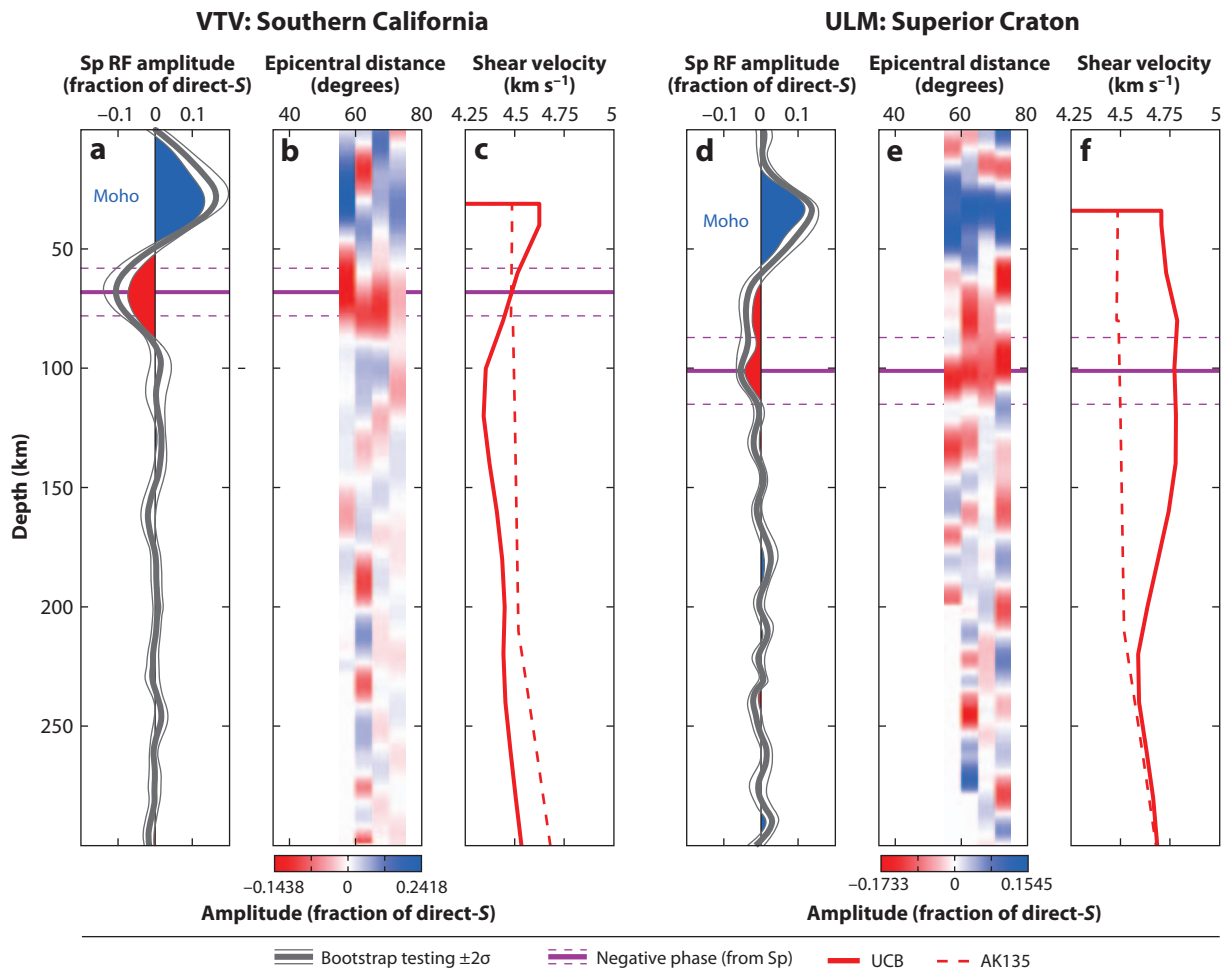 VTV: Southern California
ULM: Superior Craton
Sp RF amplitude
(fraction of direct-S)
Epicentral distance
(degrees)
Shear velocity
(km s⁻¹)
Sp RF amplitude
(fraction of direct-S)
Epicentral distance
(degrees)
Shear velocity
(km s⁻¹)
−0.1 0 0.1
40 60 80
4.25 4.5 4.75 5
−0.1 0 0.1
40 60 80
4.25 4.5 4.75 5
a b c d e f
Moho
Moho
50
100
150
200
250
Depth (km)
−0.1438 0 0.2418
−0.1733 0 0.1545
Amplitude (fraction of direct-S)
Amplitude (fraction of direct-S)
Bootstrap testing ±2σ
Negative phase (from Sp)
UCB
AK135